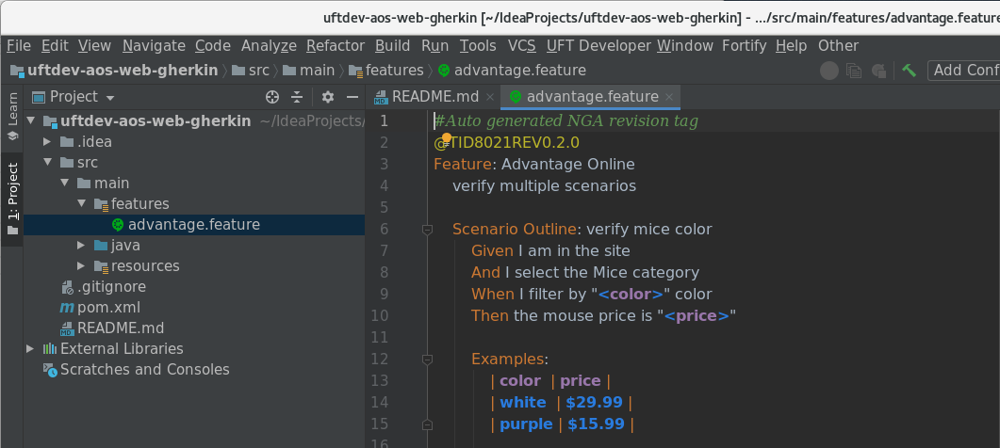 uftdev-aos-web-gherkin [~/IdeaProjects/uftdev-aos-web-gherkin] - .../src/main/features/advantage.feature
File Edit View Navigate Code Analyze Refactor Build Run Tools VCS UFT Developer Window Fortify Help Other
uftdev-aos-web-gherkin src main features advantage.feature Add Conf
Learn
1: Project
Project
uftdev-aos-web-gherkin ~/IdeaProjects/
.idea
src
main
features
advantage.feature
java
resources
.gitignore
pom.xml
README.md
External Libraries
Scratches and Consoles
README.md advantage.feature
1 #Auto generated NGA revision tag
2 @TID8021REV0.2.0
3 Feature: Advantage Online
4 verify multiple scenarios
5
6 Scenario Outline: verify mice color
7 Given I am in the site
8 And I select the Mice category
9 When I filter by "<color>" color
10 Then the mouse price is "<price>"
11
12 Examples:
13 | color | price |
14 | white | $29.99 |
15 | purple | $15.99 |
16